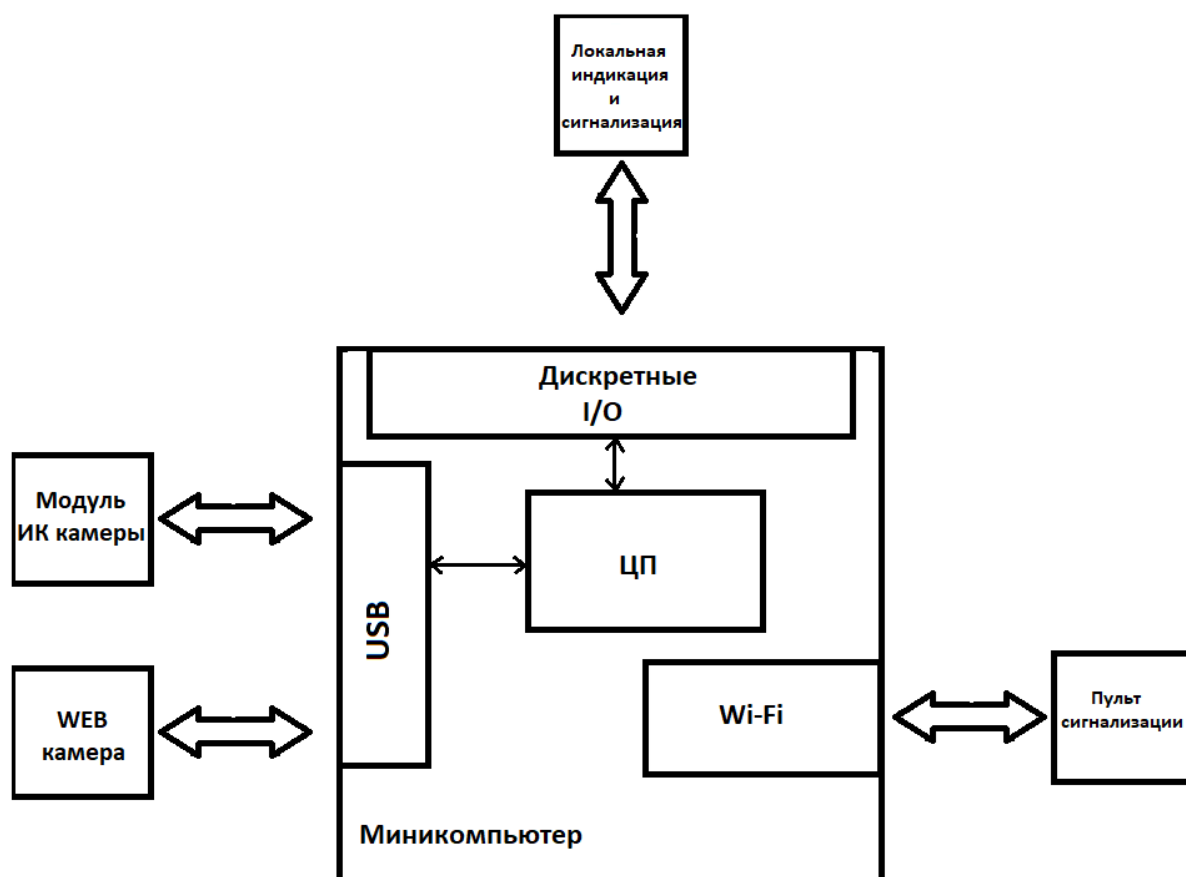 Локальная
индикация
и
сигнализация
Дискретные
I/O
Модуль
ИК камеры
ЦП
USB
WEB
камера
Wi-Fi
Пульт
сигнализации
Миникомпьютер